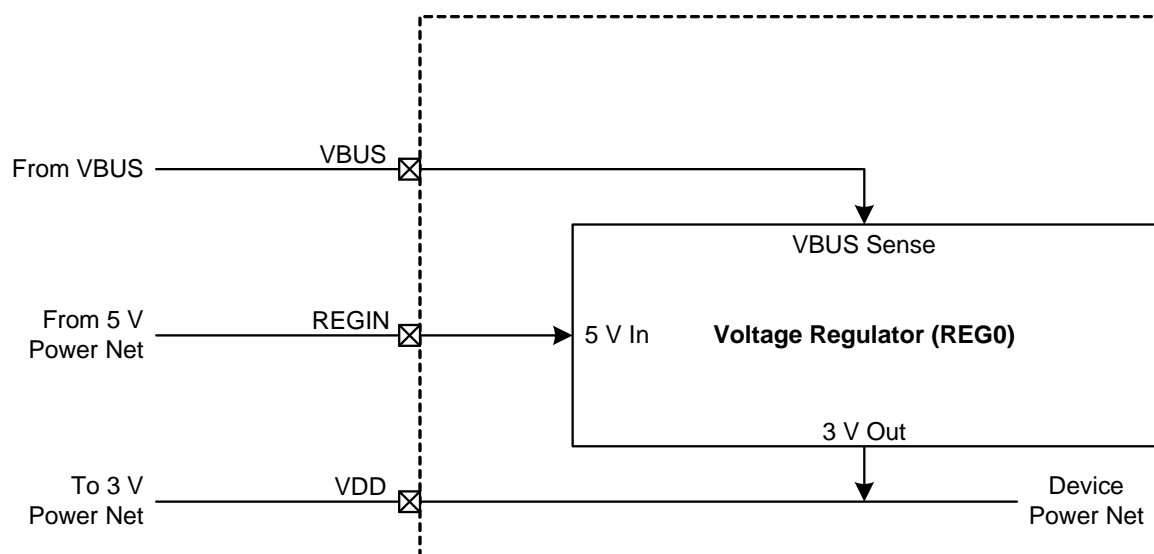 From VBUS
VBUS
VBUS Sense
From 5 V
Power Net
REGIN
5 V In
Voltage Regulator (REG0)
3 V Out
To 3 V
Power Net
VDD
Device
Power Net